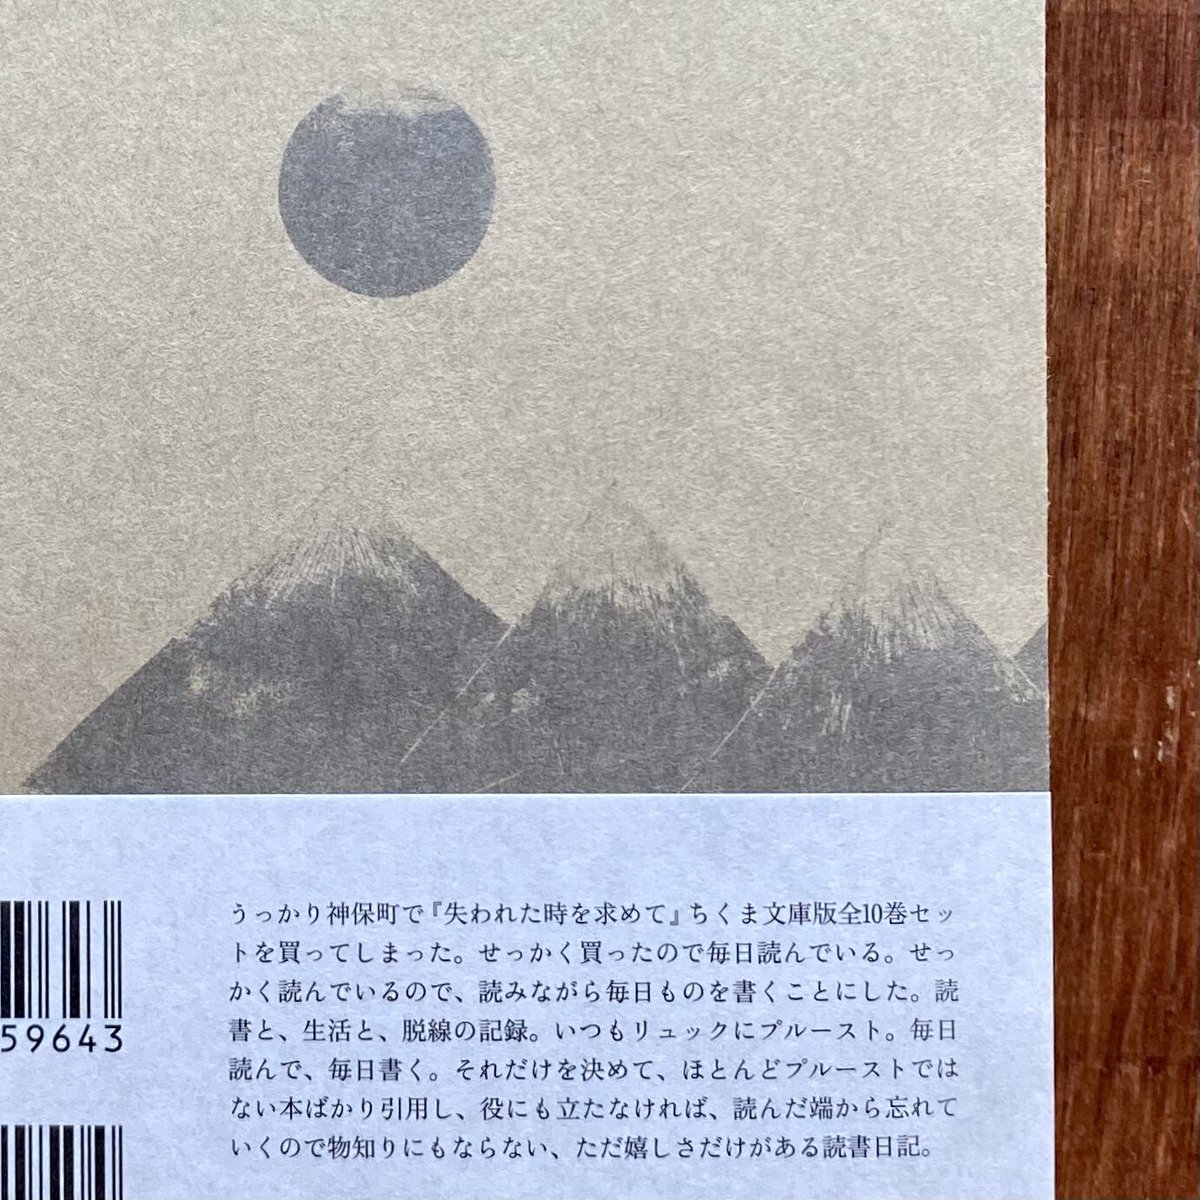 うっかり神保町で『失われた時を求めて』ちくま文庫版全10巻セッ
トを買ってしまった。せっかく買ったので毎日読んでいる。せっ
かく読んでいるので、読みながら毎日ものを書くことにした。読
書と、生活と、脱線の記録。いつもリュックにプルースト。毎日
読んで、毎日書く。それだけを決めて、ほとんどプルーストでは
ない本ばかり引用し、役にも立たなければ、読んだ端から忘れて
いくので物知りにもならない、ただ嬉しさだけがある読書日記。
59643